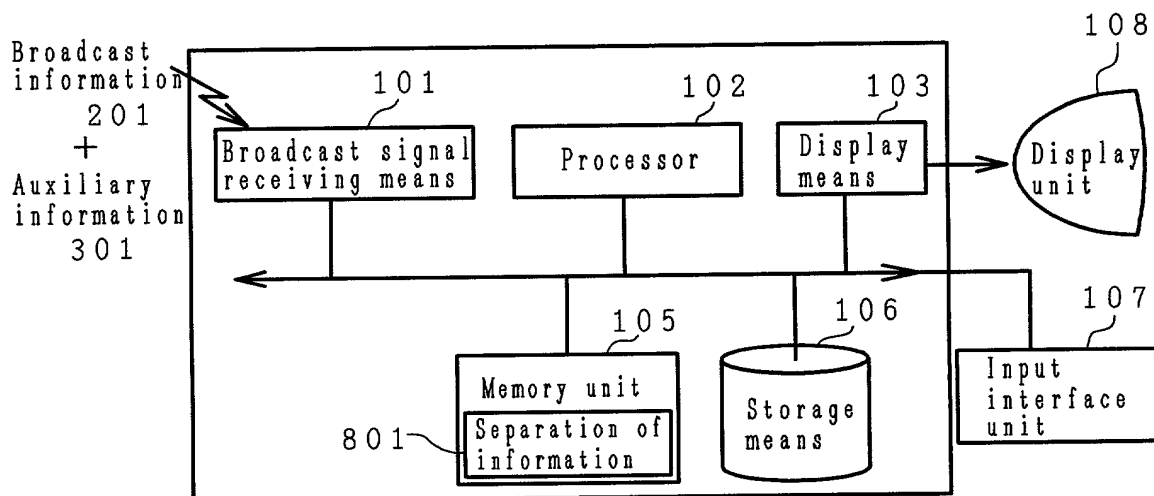 Broadcast
information
201
+
Auxiliary
information
301
101
Broadcast signal
receiving means
102
Processor
103
Display
means
108
Display
unit
105
Memory unit
801
Separation of
information
106
Storage
means
107
Input
interface
unit